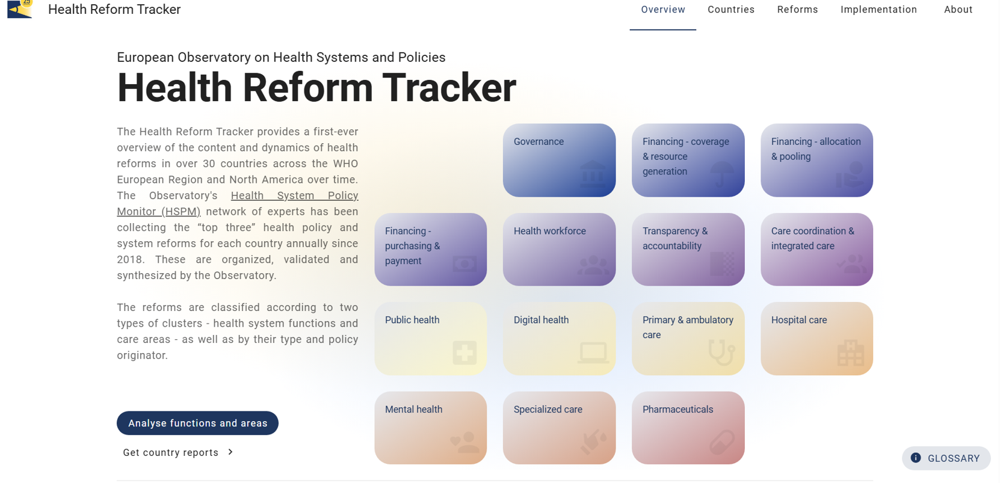 25
Health Reform Tracker
Overview
Countries
Reforms
Implementation
About
European Observatory on Health Systems and Policies
Health Reform Tracker
The Health Reform Tracker provides a first-ever
overview of the content and dynamics of health
reforms in over 30 countries across the WHO
European Region and North America over time.
The Observatory's Health System Policy
Monitor (HSPM) network of experts has been
collecting the “top three” health policy and
system reforms for each country annually since
2018. These are organized, validated and
synthesized by the Observatory.
The reforms are classified according to two
types of clusters - health system functions and
care areas - as well as by their type and policy
originator.
Analyse functions and areas
Get country reports
Governance
Financing - coverage
& resource
generation
Financing - allocation
& pooling
Financing -
purchasing &
payment
Health workforce
Transparency &
accountability
Care coordination &
integrated care
Public health
Digital health
Primary & ambulatory
care
Hospital care
Mental health
Specialized care
Pharmaceuticals
GLOSSARY